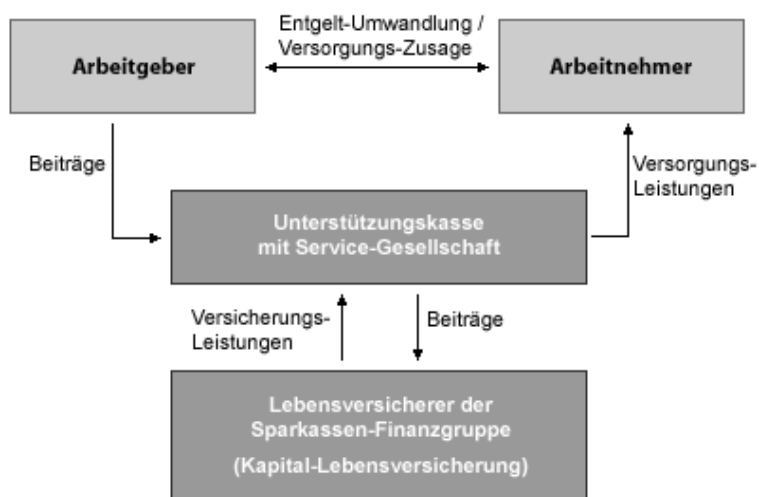 Entgelt-Umwandlung /
Versorgungs-Zusage
Arbeitgeber
Arbeitnehmer
Beiträge
Versorgungs-
Leistungen
Unterstützungskasse
mit Service-Gesellschaft
Versicherungs-
Leistungen
Beiträge
Lebensversicherer der
Sparkassen-Finanzgruppe
(Kapital-Lebensversicherung)